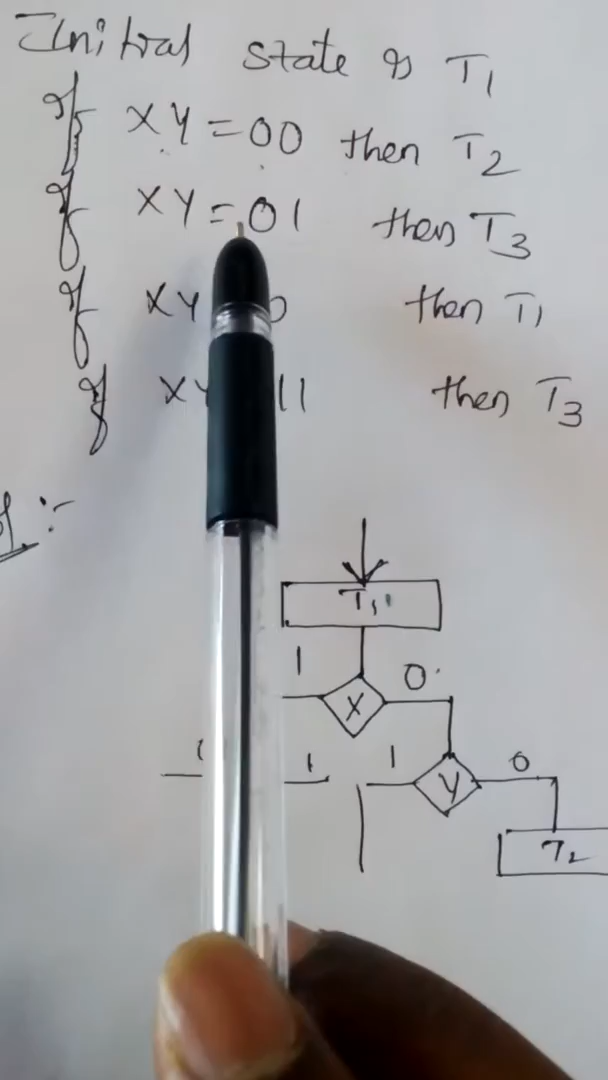 Initial state is T1
If XY = 00 then T2
If XY = 01 then T3
If XY 0 then T1
If XY 11 then T3
T1
1 X 0
1 1 Y 0
T2